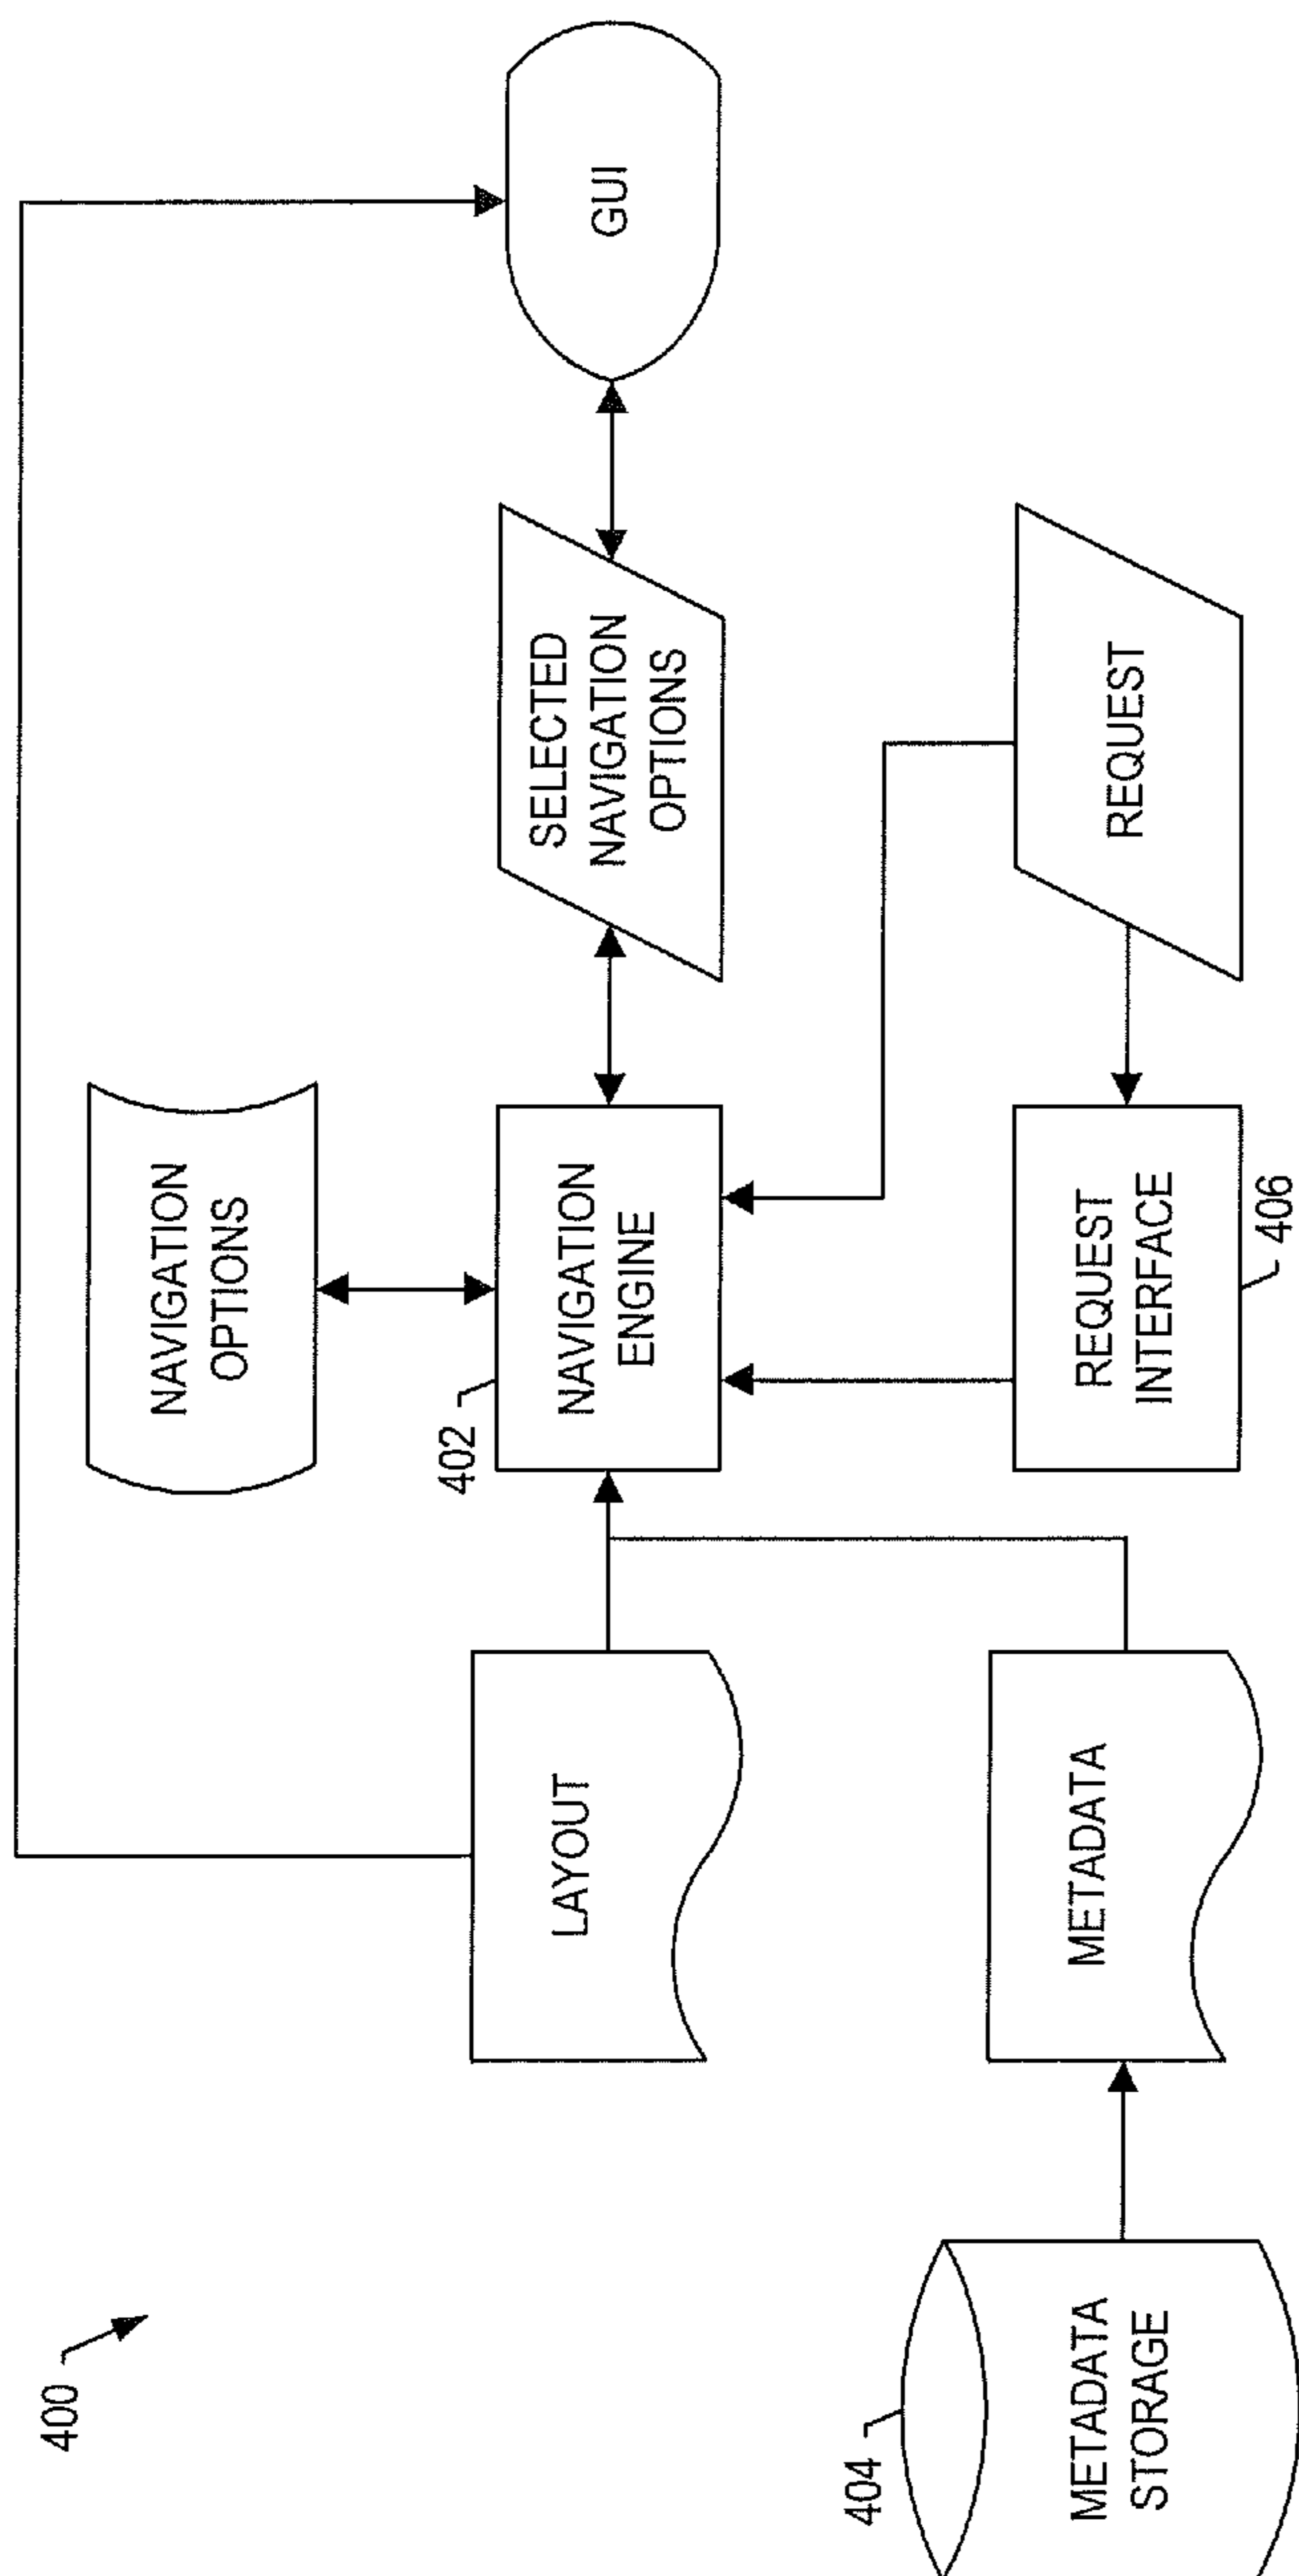 400
NAVIGATION
OPTIONS
LAYOUT
402
NAVIGATION
ENGINE
SELECTED
NAVIGATION
OPTIONS
GUI
404
METADATA
STORAGE
METADATA
REQUEST
INTERFACE
406
REQUEST